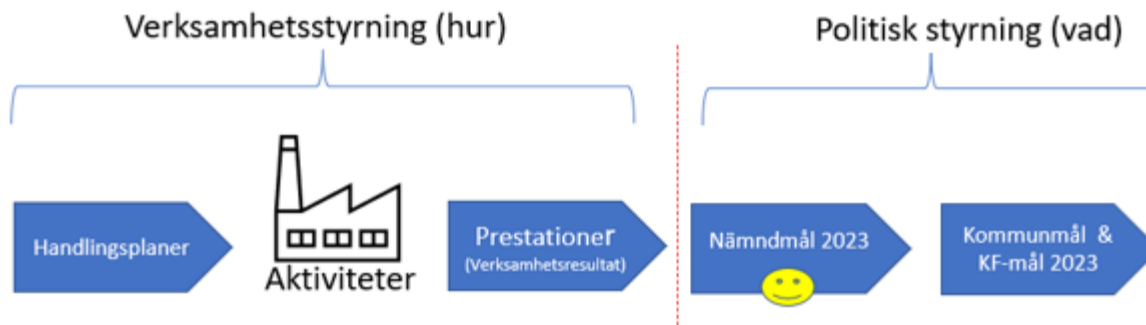 Verksamhetsstyrning (hur)
Politisk styrning (vad)
Handlingsplaner
Aktiviteter
Prestationer
(Verksamhetsresultat)
Nämndmål 2023
Kommunmål &
KF-mål 2023